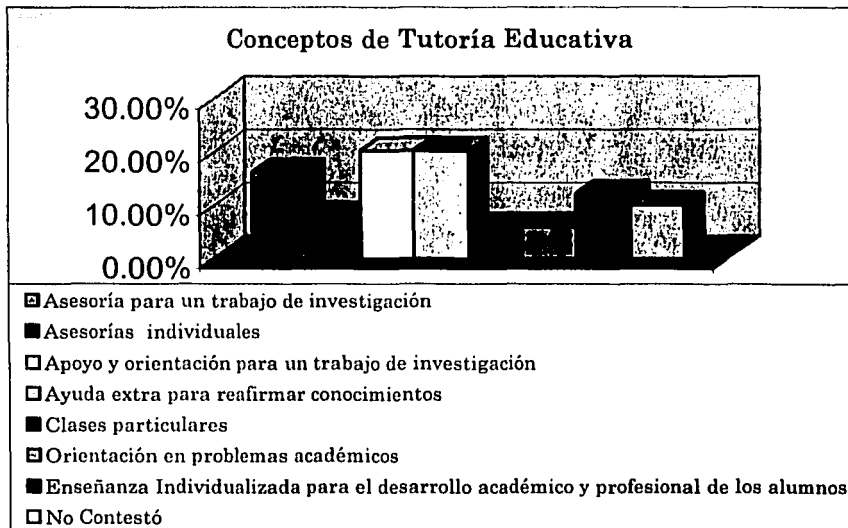 Conceptos de Tutoría Educativa
30.00%
20.00%
10.00%
0.00%
Asesoría para un trabajo de investigación
Asesorías individuales
Apoyo y orientación para un trabajo de investigación
Ayuda extra para reafirmar conocimientos
Clases particulares
Orientación en problemas académicos
Enseñanza Individualizada para el desarrollo académico y profesional de los alumnos
No Contestó